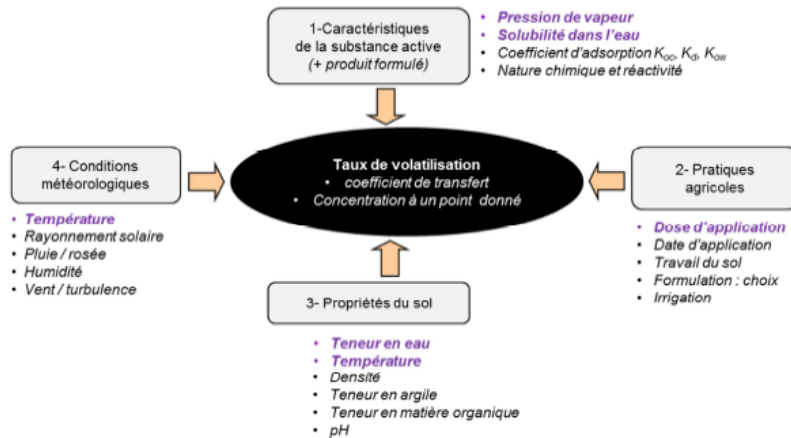 1-Caractéristiques
de la substance active
(+ produit formulé)
• Pression de vapeur
• Solubilité dans l'eau
• Coefficient d'adsorption Koc, Kd, Kow
• Nature chimique et réactivité
4- Conditions
météorologiques
• Température
• Rayonnement solaire
• Pluie / rosée
• Humidité
• Vent / turbulence
Taux de volatilisation
• coefficient de transfert
• Concentration à un point donné
2- Pratiques
agricoles
• Dose d'application
• Date d'application
• Travail du sol
• Formulation : choix
• Irrigation
3- Propriétés du sol
• Teneur en eau
• Température
• Densité
• Teneur en argile
• Teneur en matière organique
• pH